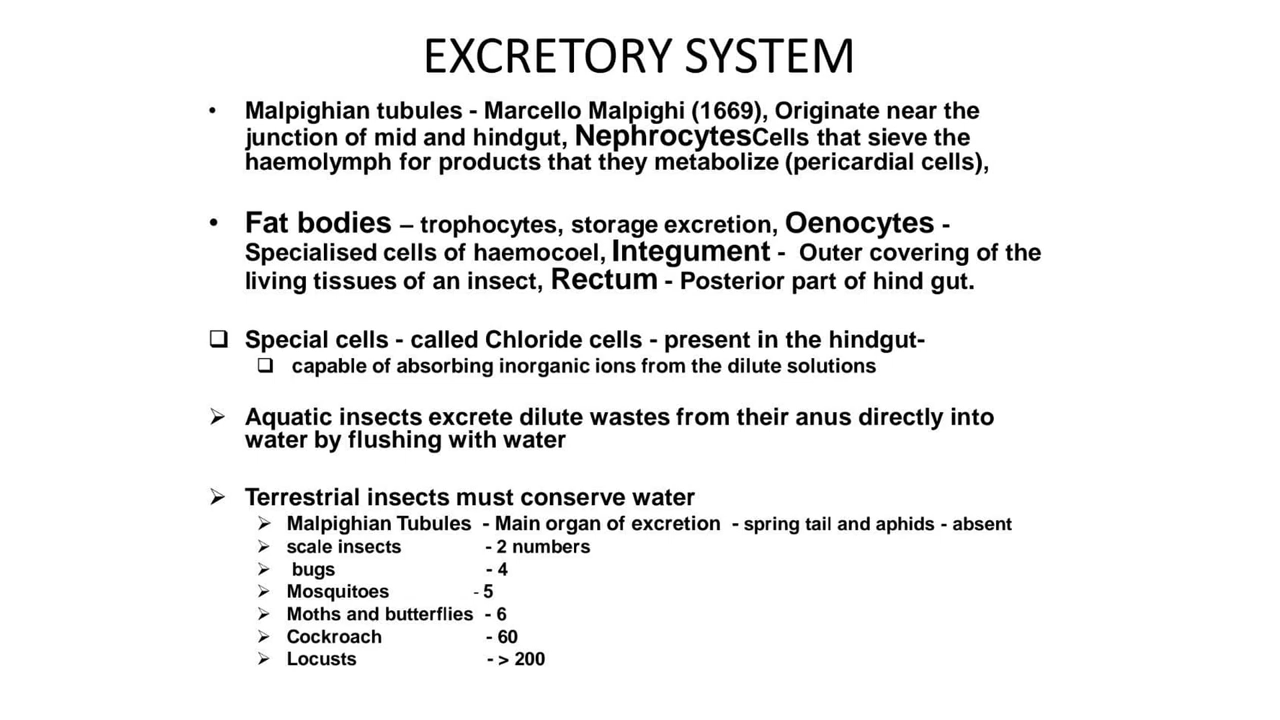 EXCRETORY SYSTEM
• Malpighian tubules - Marcello Malpighi (1669), Originate near the
junction of mid and hindgut, NephrocytesCells that sieve the
haemolymph for products that they metabolize (pericardial cells),
• Fat bodies – trophocytes, storage excretion, Oenocytes -
Specialised cells of haemocoel, Integument - Outer covering of the
living tissues of an insect, Rectum - Posterior part of hind gut.
❑ Special cells - called Chloride cells - present in the hindgut-
❑ capable of absorbing inorganic ions from the dilute solutions
➢ Aquatic insects excrete dilute wastes from their anus directly into
water by flushing with water
➢ Terrestrial insects must conserve water
➢ Malpighian Tubules - Main organ of excretion - spring tail and aphids - absent
➢ scale insects - 2 numbers
➢ bugs - 4
➢ Mosquitoes - 5
➢ Moths and butterflies - 6
➢ Cockroach - 60
➢ Locusts - > 200